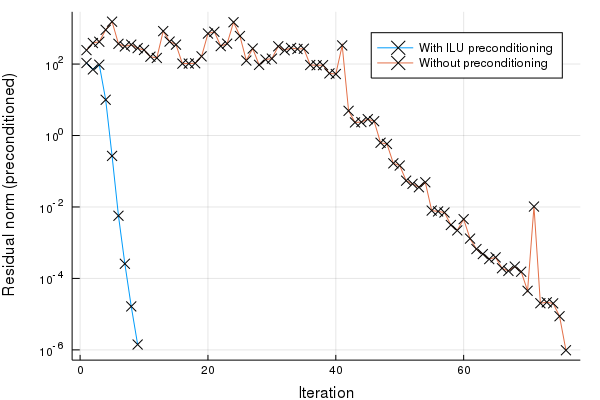 With ILU preconditioning
Without preconditioning
Residual norm (preconditioned)
10^2
10^0
10^-2
10^-4
10^-6
0
20
40
60
Iteration